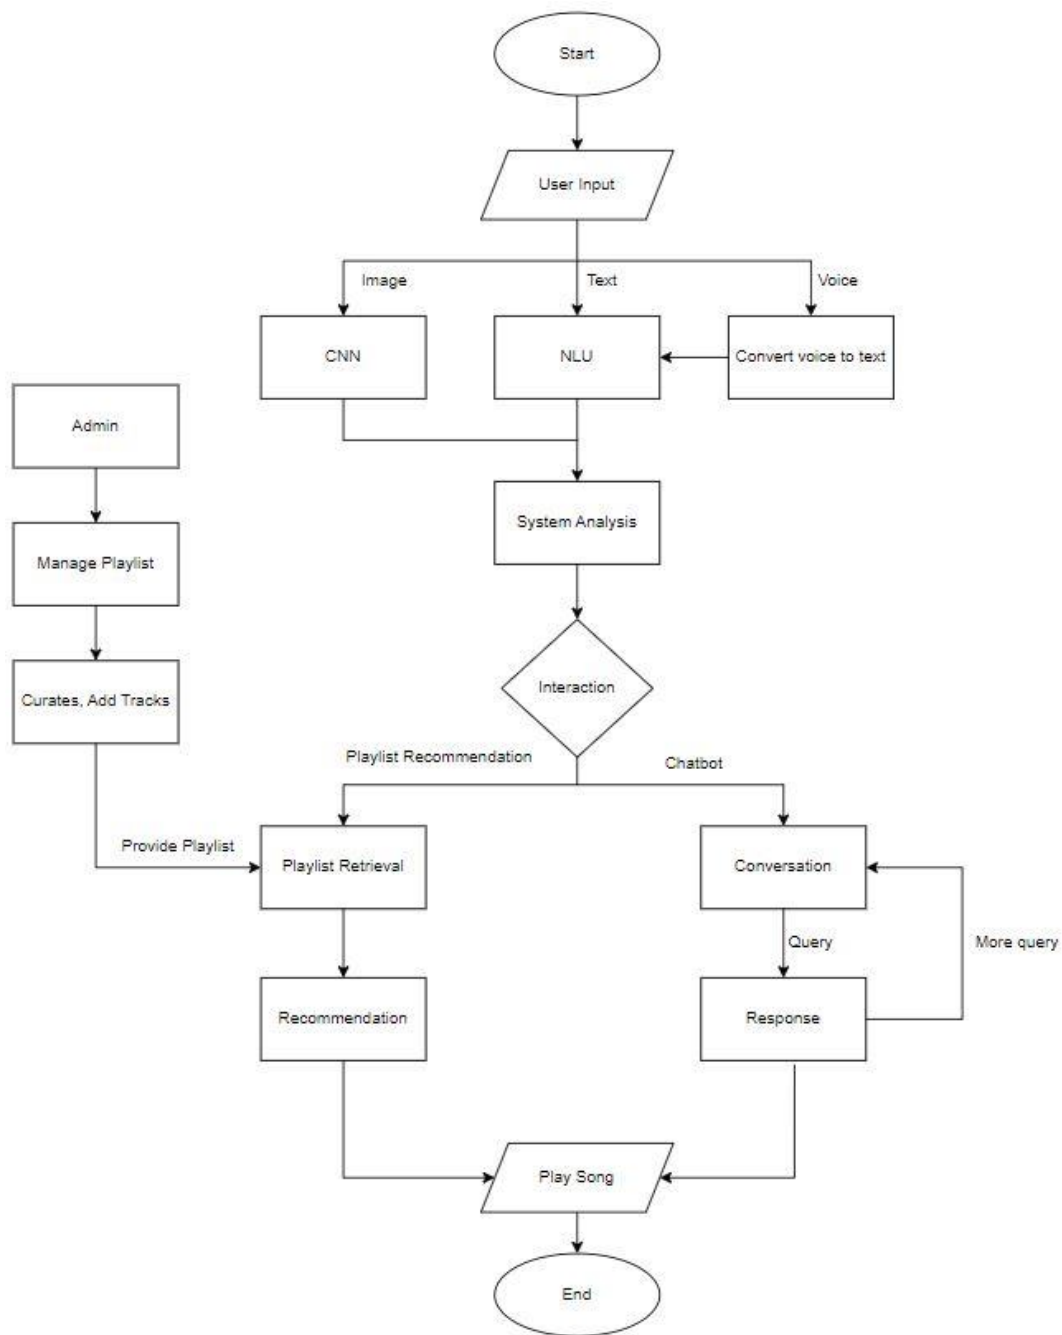 Start
User Input
Image
Text
Voice
CNN
NLU
Convert voice to text
Admin
System Analysis
Manage Playlist
Interaction
Curates, Add Tracks
Playlist Recommendation
Chatbot
Provide Playlist
Playlist Retrieval
Conversation
Query
More query
Recommendation
Response
Play Song
End